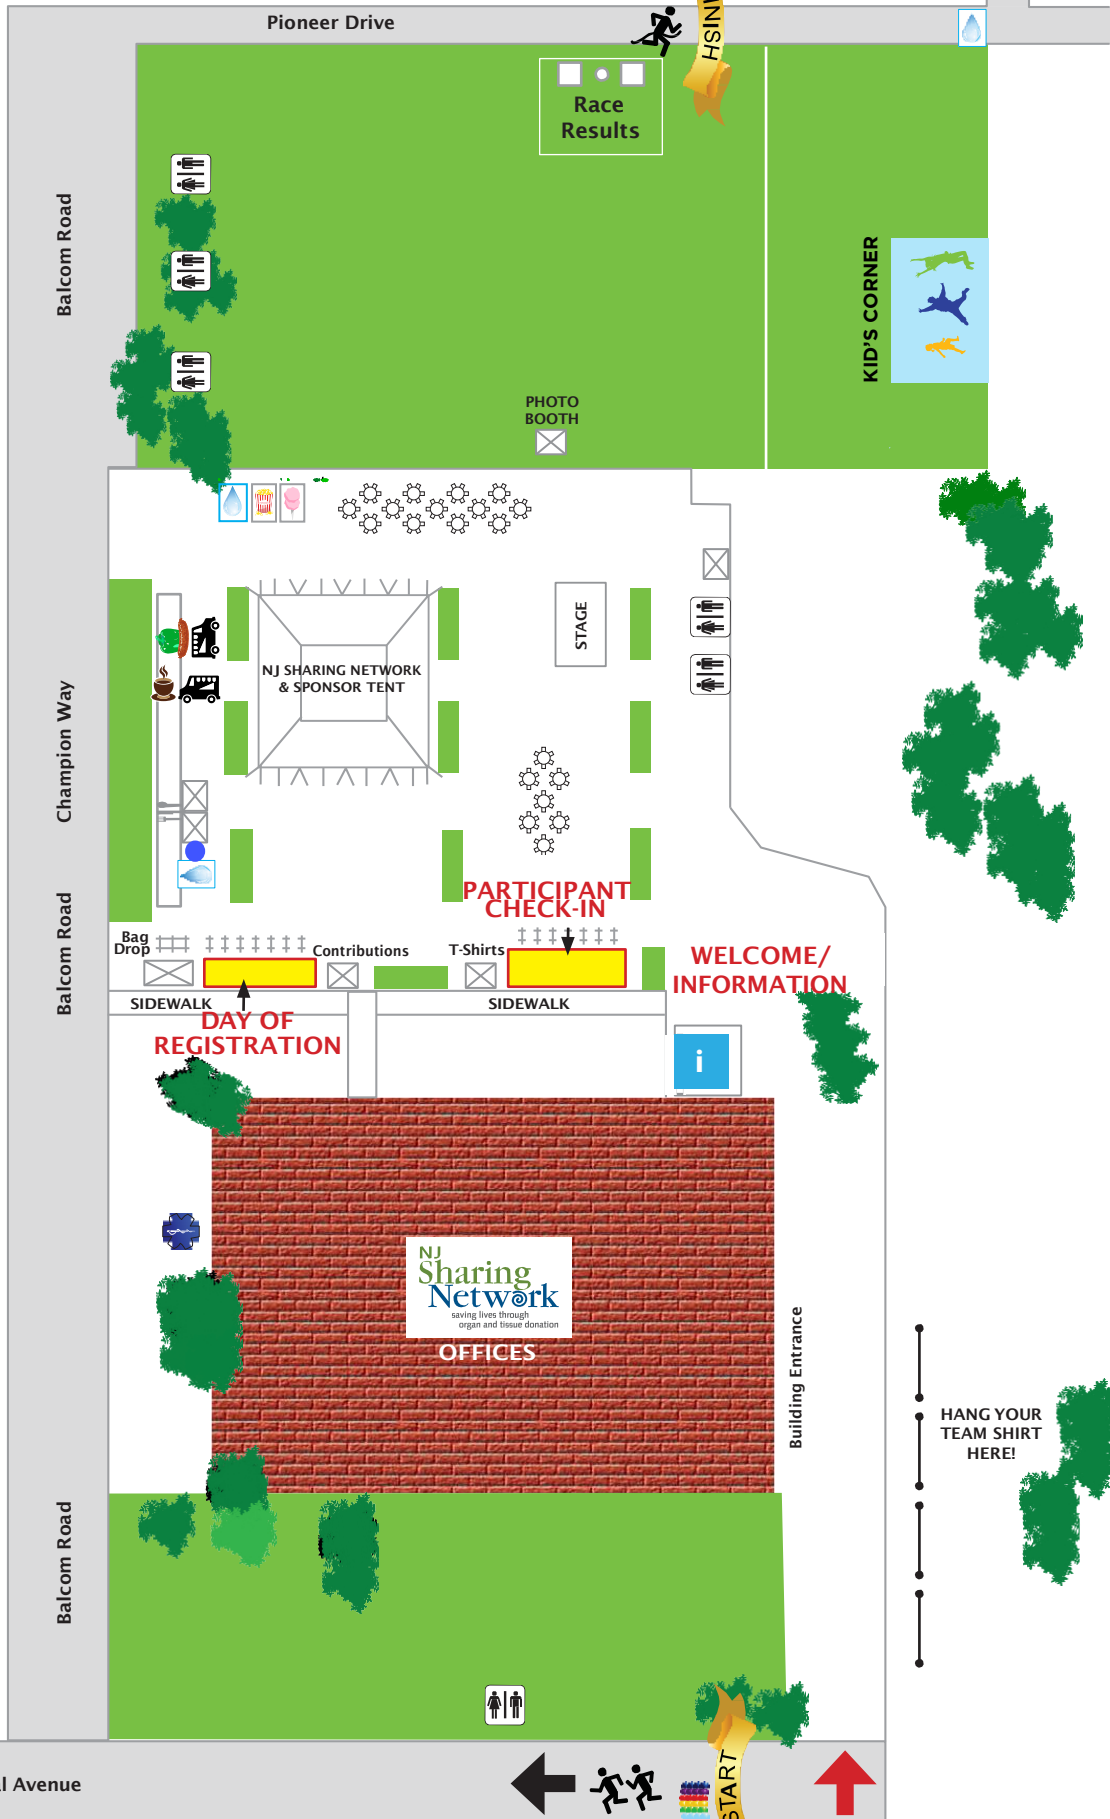 Pioneer Drive
Race
Results
Balcom Road
KID'S CORNER
PHOTO
BOOTH
STAGE
NJ SHARING NETWORK
& SPONSOR TENT
Champion Way
PARTICIPANT
CHECK-IN
Balcom Road
Bag
Drop
Contributions
T-Shirts
WELCOME/
INFORMATION
SIDEWALK
SIDEWALK
DAY OF
REGISTRATION
i
NJ
Sharing
Network
saving lives through
organ and tissue donation
OFFICES
Building Entrance
HANG YOUR
TEAM SHIRT
HERE!
Balcom Road
START
Avenue